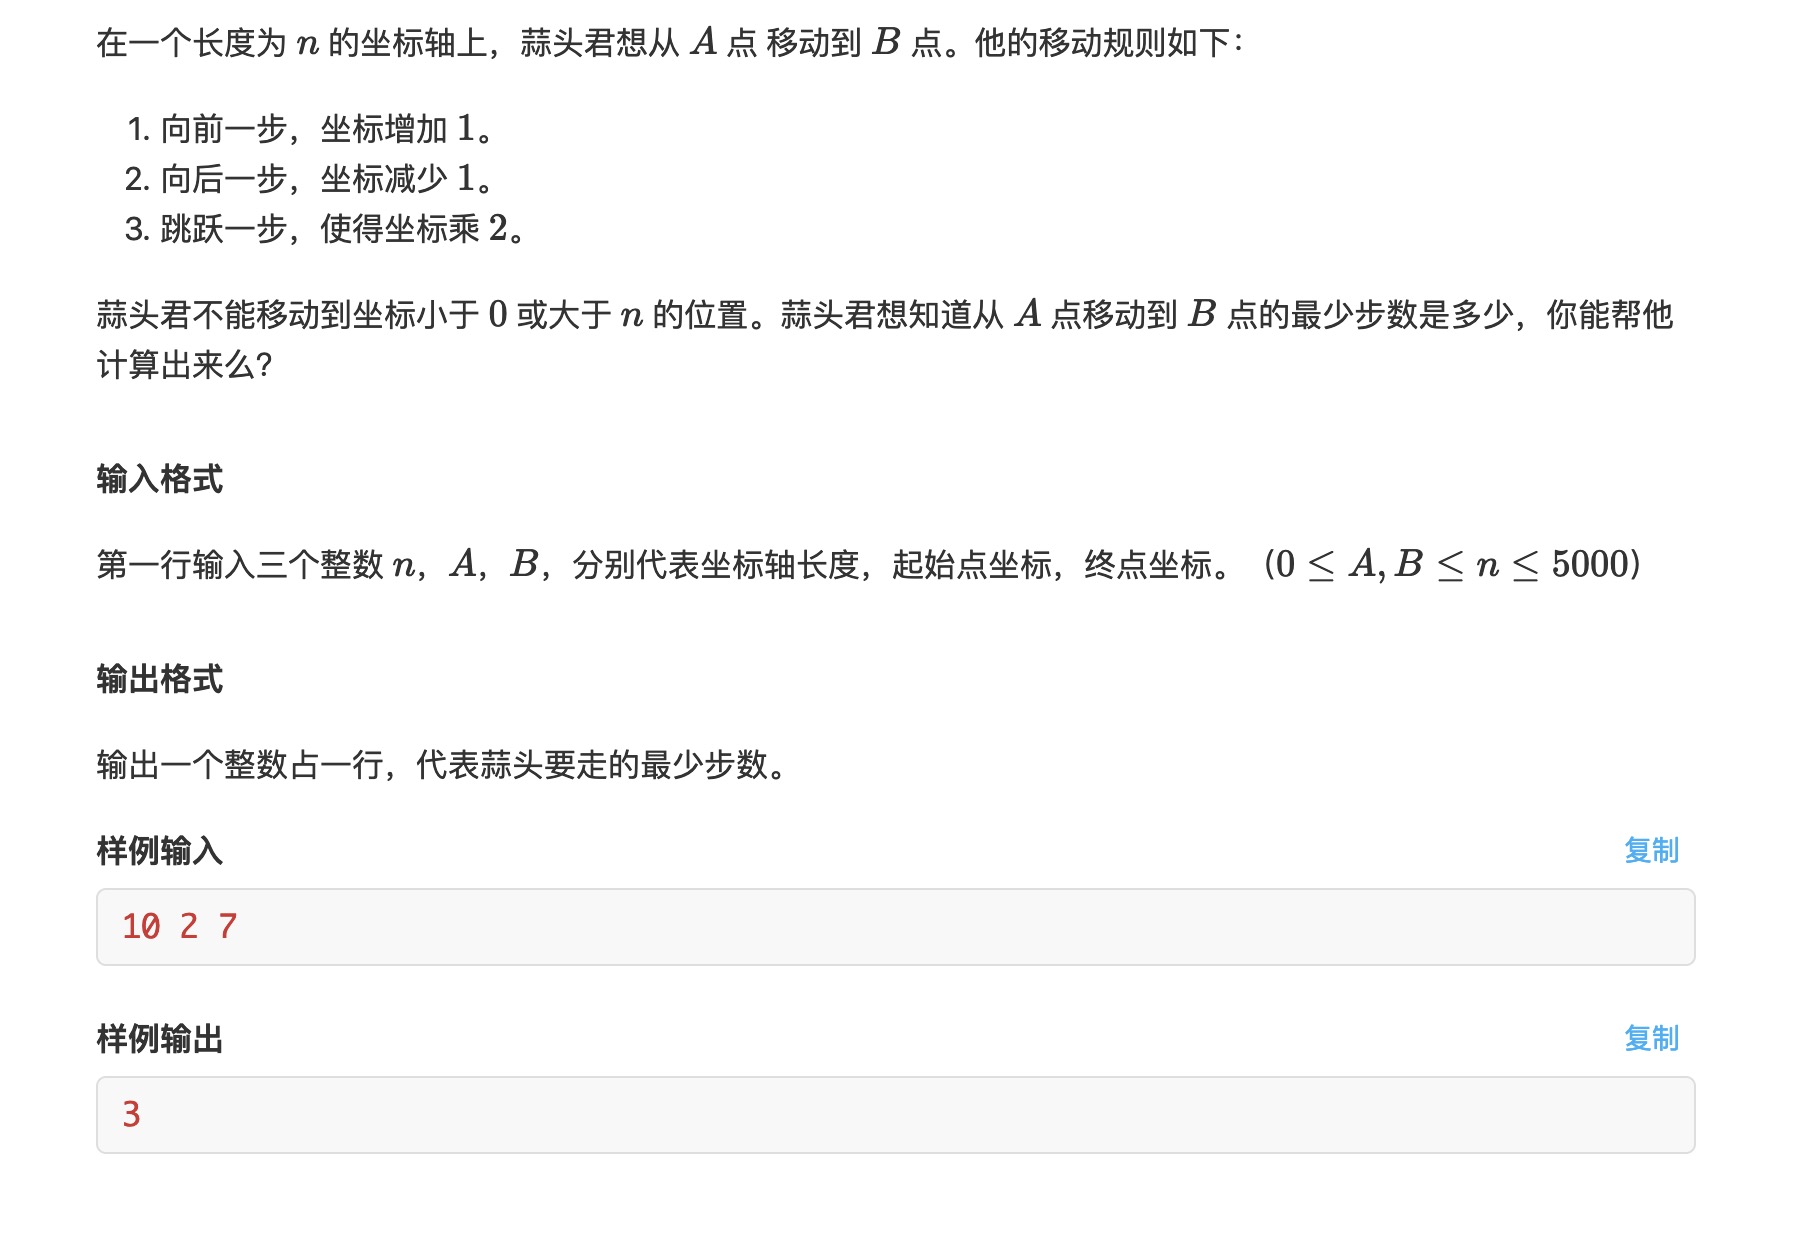 在一个长度为 n 的坐标轴上，蒜头君想从 A 点 移动到 B 点。他的移动规则如下：
1. 向前一步，坐标增加 1。
2. 向后一步，坐标减少 1。
3. 跳跃一步，使得坐标乘 2。
蒜头君不能移动到坐标小于 0 或大于 n 的位置。蒜头君想知道从 A 点移动到 B 点的最少步数是多少，你能帮他
计算出来么？
输入格式
第一行输入三个整数 n，A，B，分别代表坐标轴长度，起始点坐标，终点坐标。（0 ≤ A, B ≤ n ≤ 5000）
输出格式
输出一个整数占一行，代表蒜头要走的最少步数。
样例输入 复制
10 2 7
样例输出 复制
3